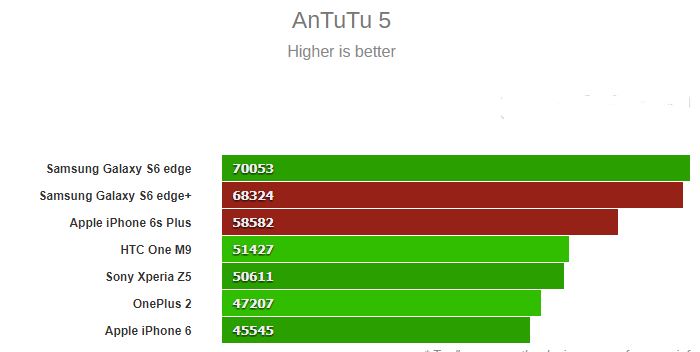 AnTuTu 5
Higher is better
Samsung Galaxy S6 edge 70053
Samsung Galaxy S6 edge+ 68324
Apple iPhone 6s Plus 58582
HTC One M9 51427
Sony Xperia Z5 50611
OnePlus 2 47207
Apple iPhone 6 45545